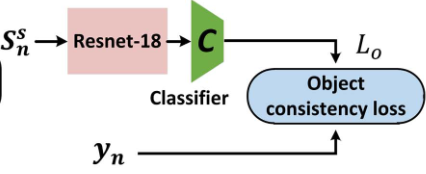 S_n^s
Resnet-18
C
Classifier
L_o
Object
consistency loss
y_n